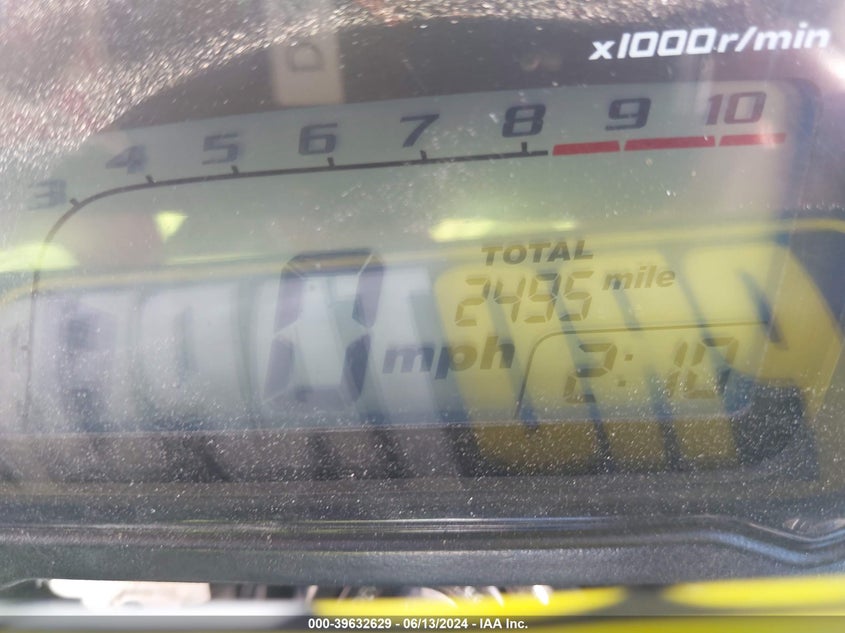 x1000r/min
3 4 5 6 7 8 9 10
TOTAL
2495 mile
0 mph
2:10
000-39632629 - 06/13/2024 - IAA Inc.